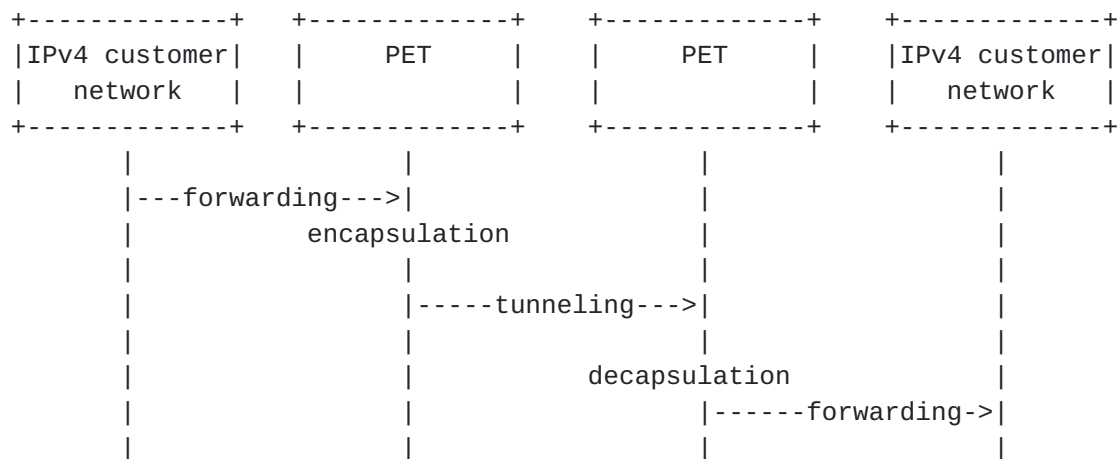 +-------------+   +-------------+    +-------------+    +-------------+
|IPv4 customer|   |     PET     |    |     PET     |    |IPv4 customer|
|   network   |   |             |    |             |    |   network   |
+-------------+   +-------------+    +-------------+    +-------------+
       |                 |                  |                  |
       |---forwarding--->|                  |                  |
       |           encapsulation            |                  |
       |                 |                  |                  |
       |                 |-----tunneling--->|                  |
       |                 |                  |                  |
       |                 |           decapsulation             |
       |                 |                  |------forwarding->|
       |                 |                  |                  |